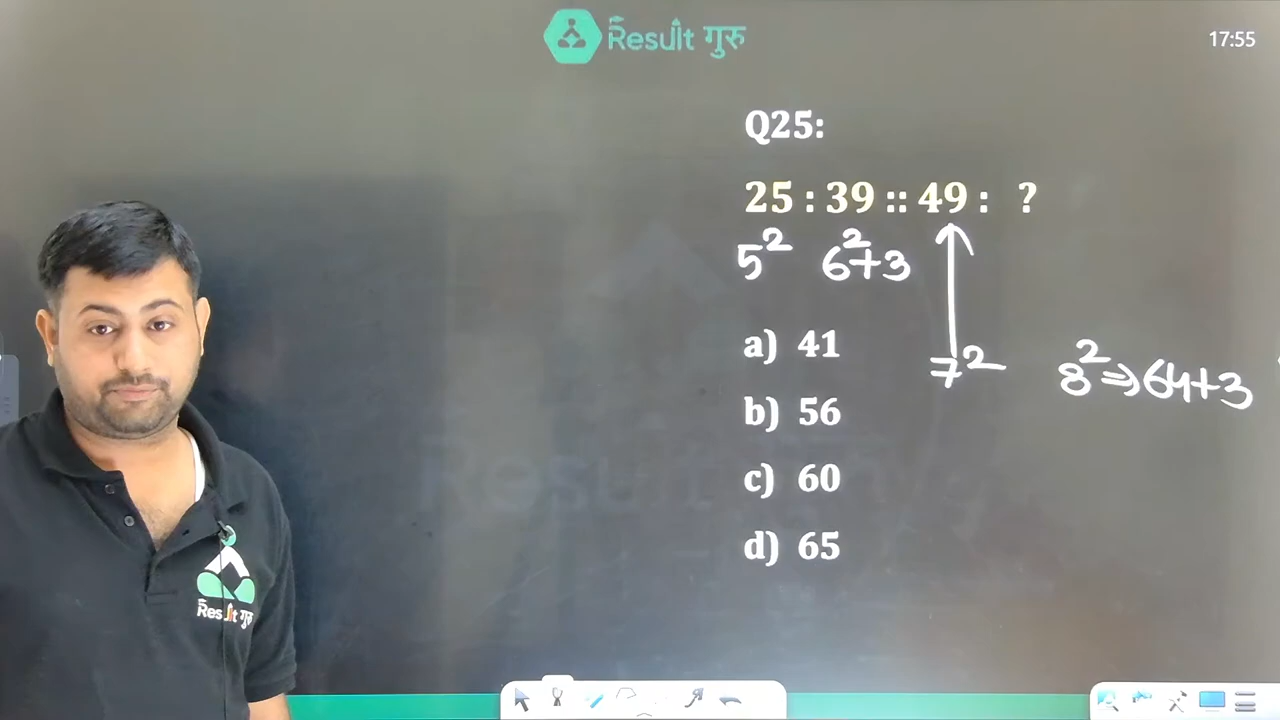 Result गुरु
17:55
Q25:
25 : 39 :: 49 : ?
5² 6²+3
a) 41
7² 8²⇒64+3
b) 56
c) 60
d) 65
Result गुरु